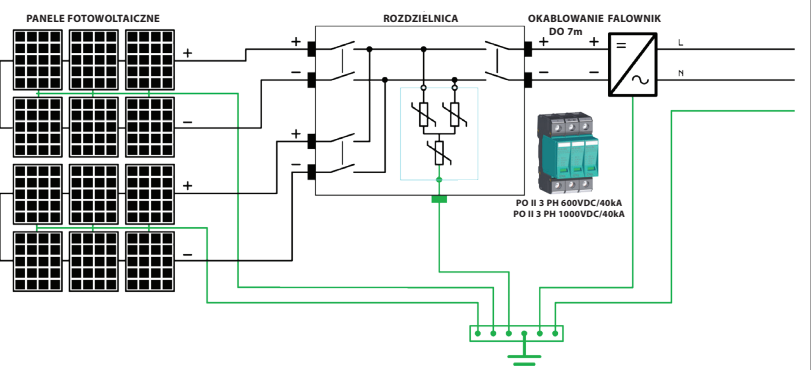 PANELE FOTOWOLTAICZNE
ROZDZIELNICA
OKABLOWANIE FALOWNIK
DO 7m
+
−
+
−
+
−
+
−
+
−
+
−
=
~
L
N
PO II 3 PH 600VDC/40kA
PO II 3 PH 1000VDC/40kA